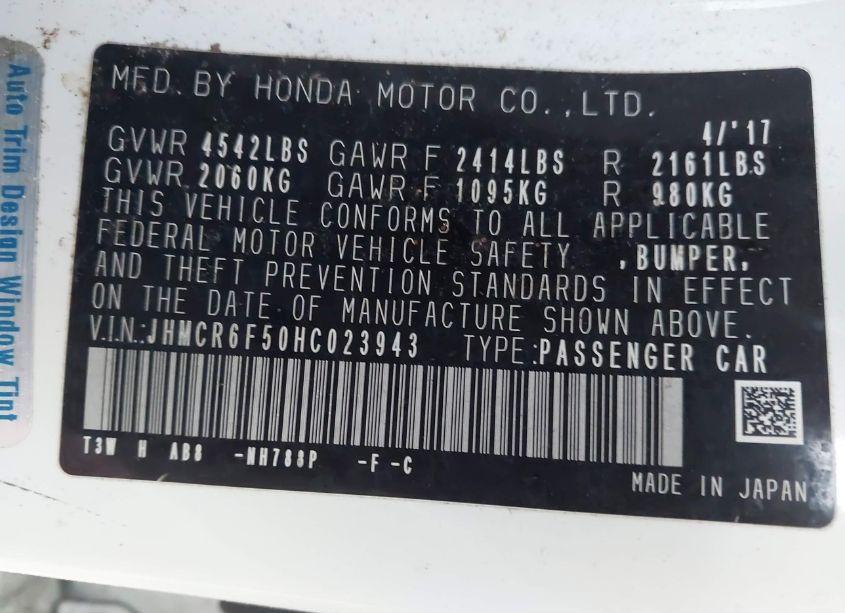 MFD. BY HONDA MOTOR CO.,LTD.
4/'17
GVWR 4542LBS GAWR F 2414LBS R 2161LBS
GVWR 2060KG GAWR F 1095KG R 980KG
THIS VEHICLE CONFORMS TO ALL APPLICABLE
FEDERAL MOTOR VEHICLE SAFETY ,BUMPER,
AND THEFT PREVENTION STANDARDS IN EFFECT
ON THE DATE OF MANUFACTURE SHOWN ABOVE.
V.I.N.:JHMCR6F50HC023943 TYPE:PASSENGER CAR
T3W H AB8 -NH788P -F -C
MADE IN JAPAN
Auto Trim Design Window Tint